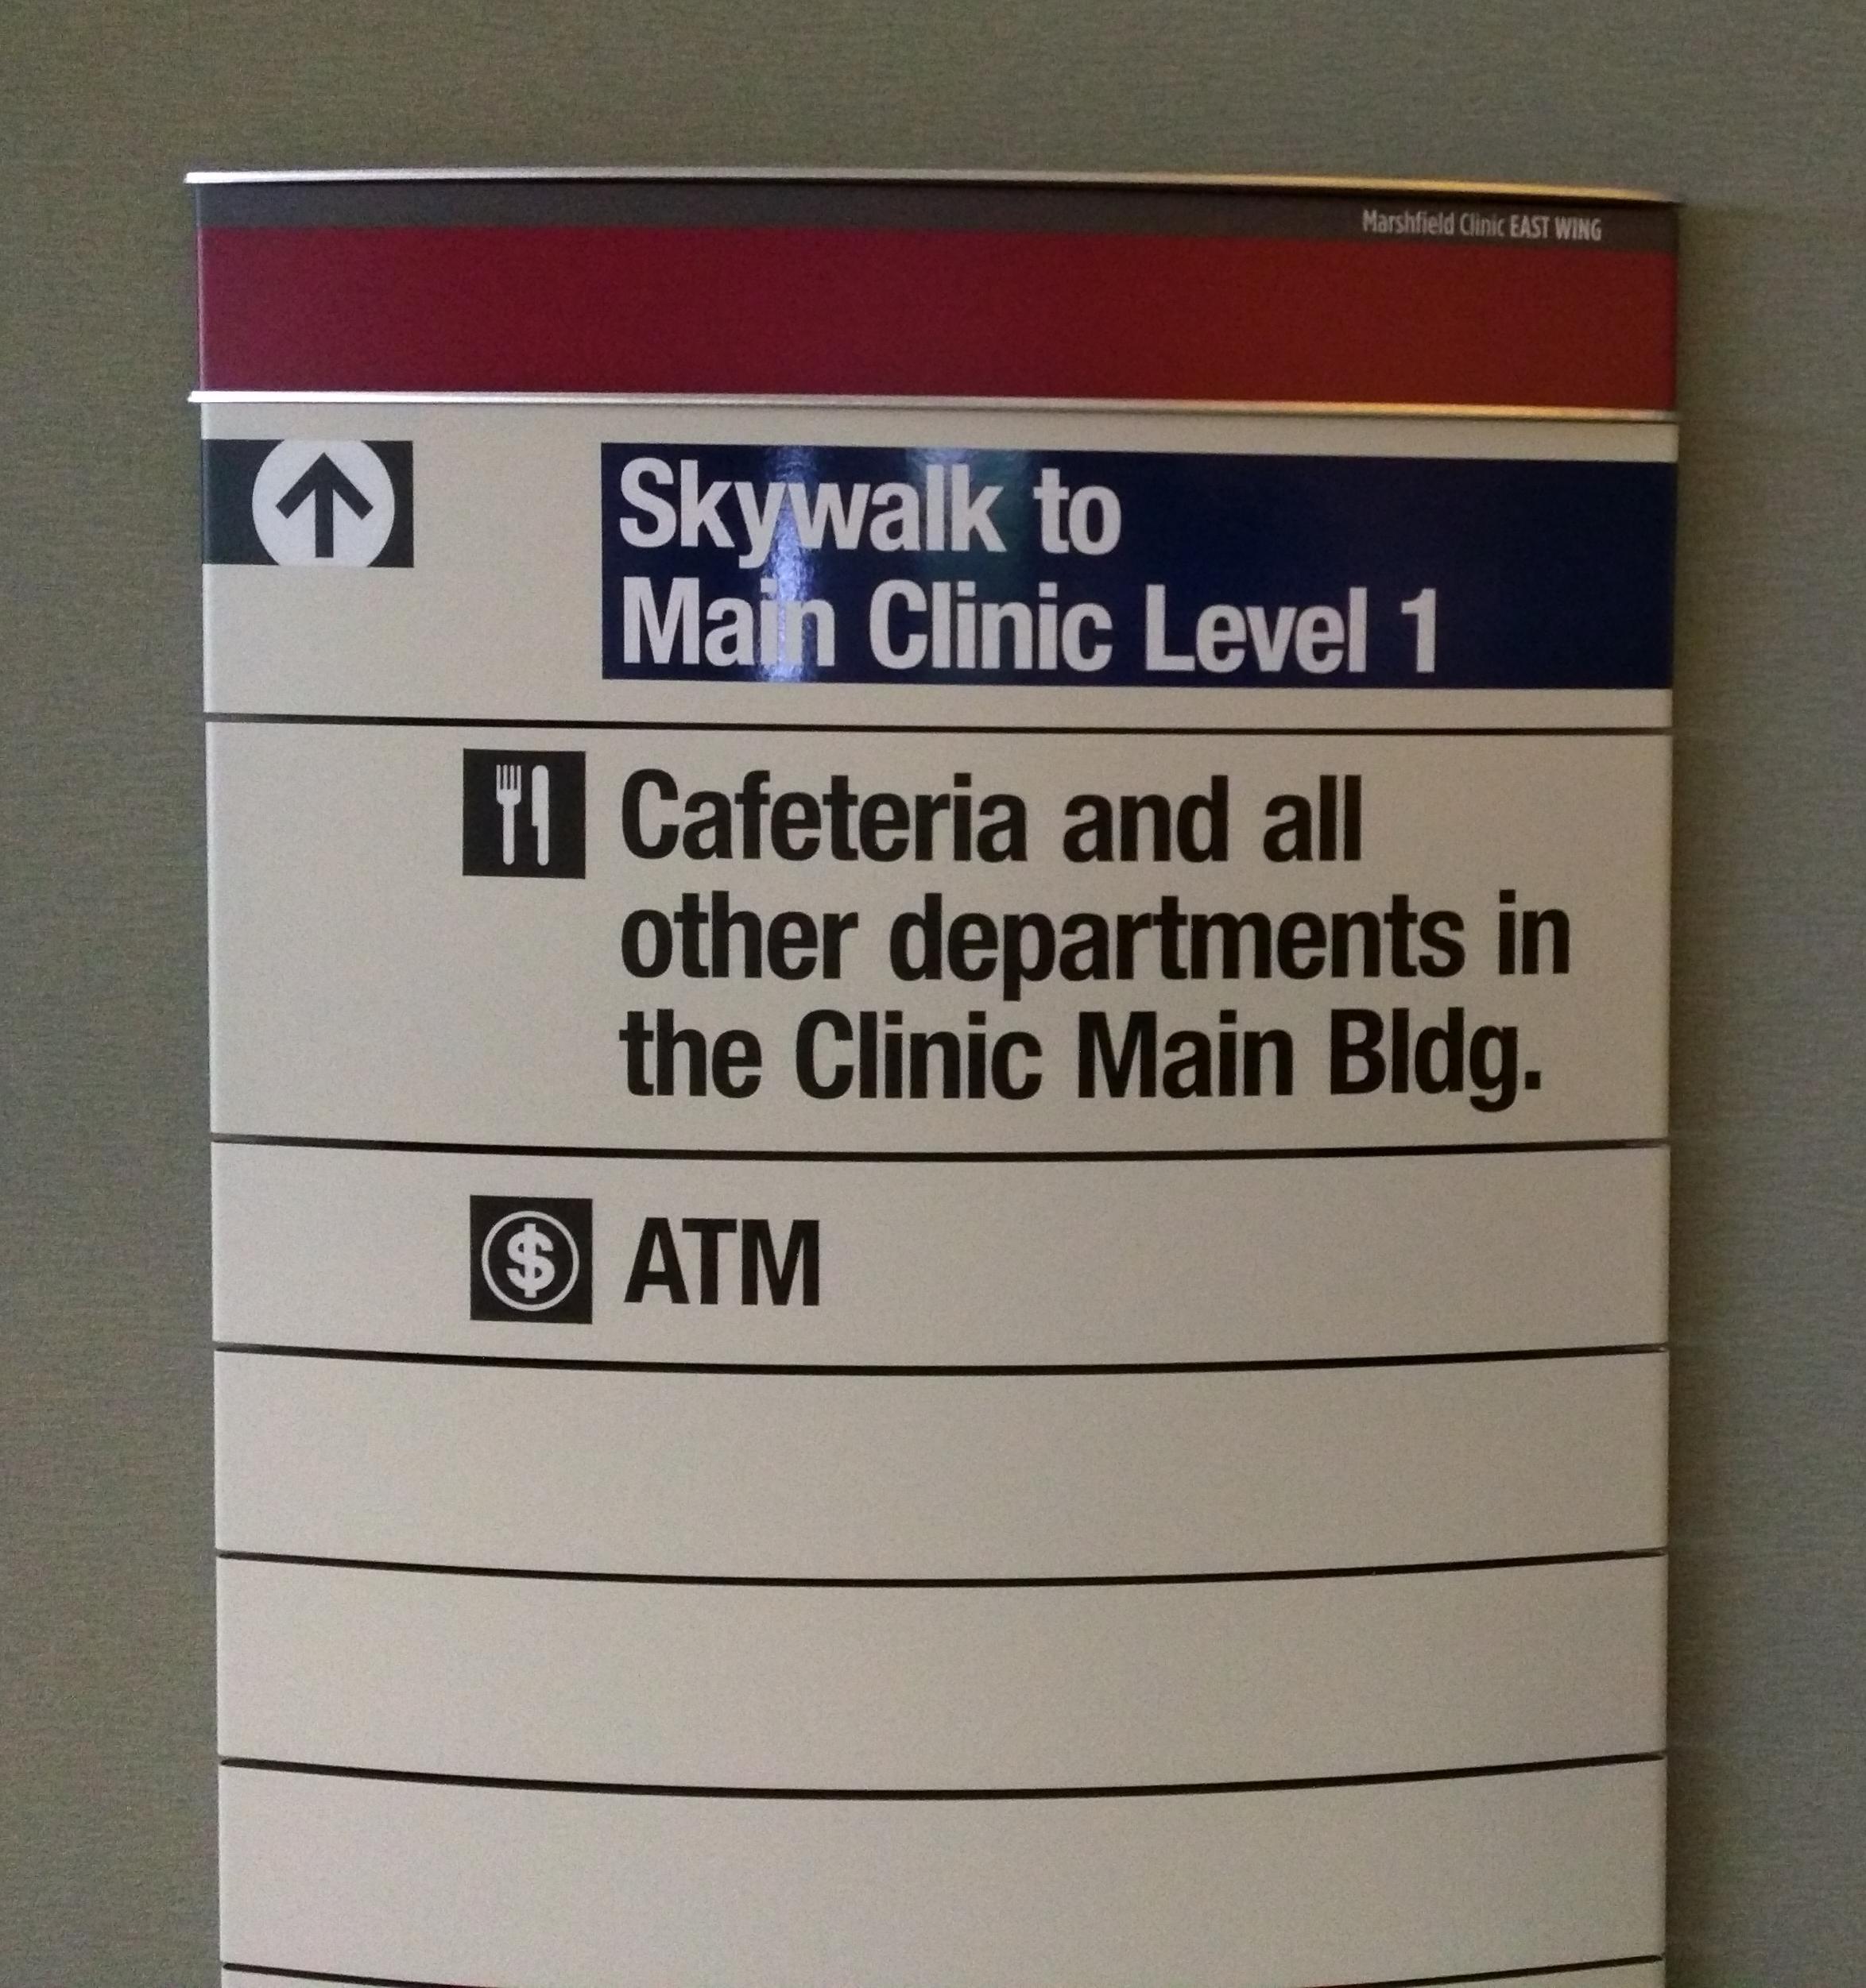 Marshfield Clinic EAST WING
Skywalk to
Main Clinic Level 1
Cafeteria and all
other departments in
the Clinic Main Bldg.
$ ATM